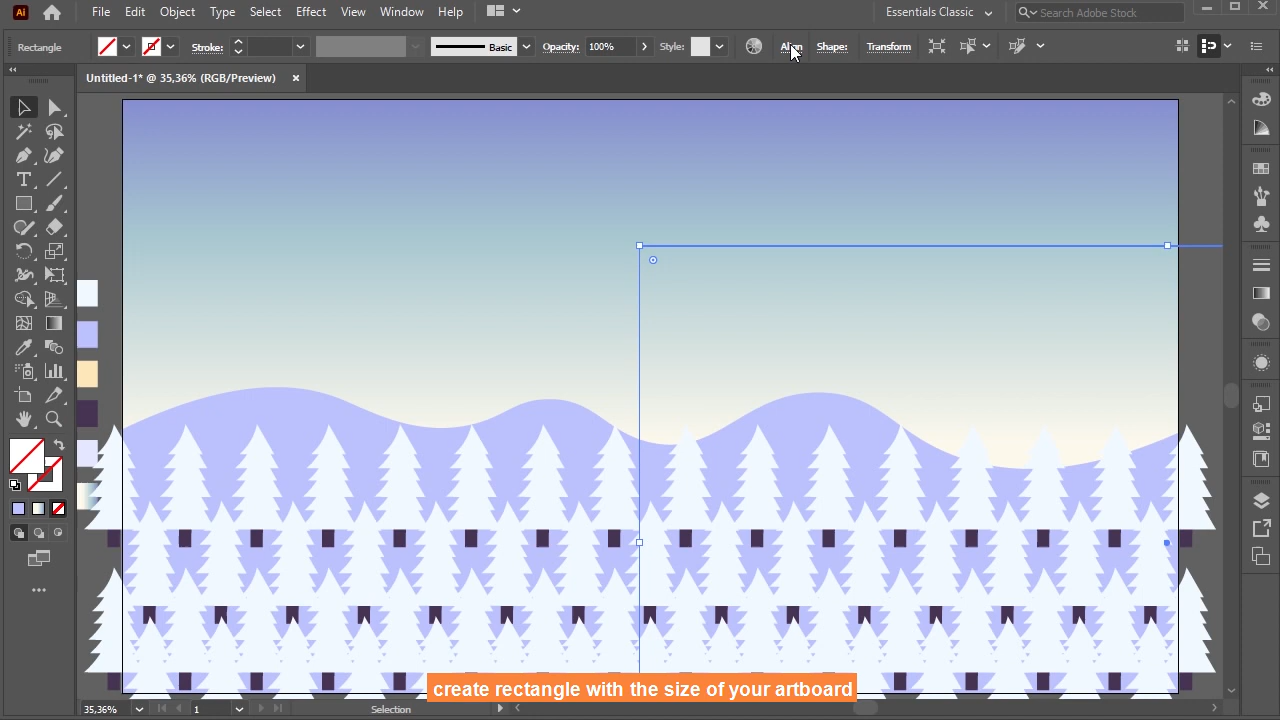 Ai File Edit Object Type Select Effect View Window Help Essentials Classic Search Adobe Stock
Rectangle Stroke: Basic Opacity: 100% Style: Align Shape: Transform
Untitled-1* @ 35,36% (RGB/Preview) ×
create rectangle with the size of your artboard
35,36% 1 Selection